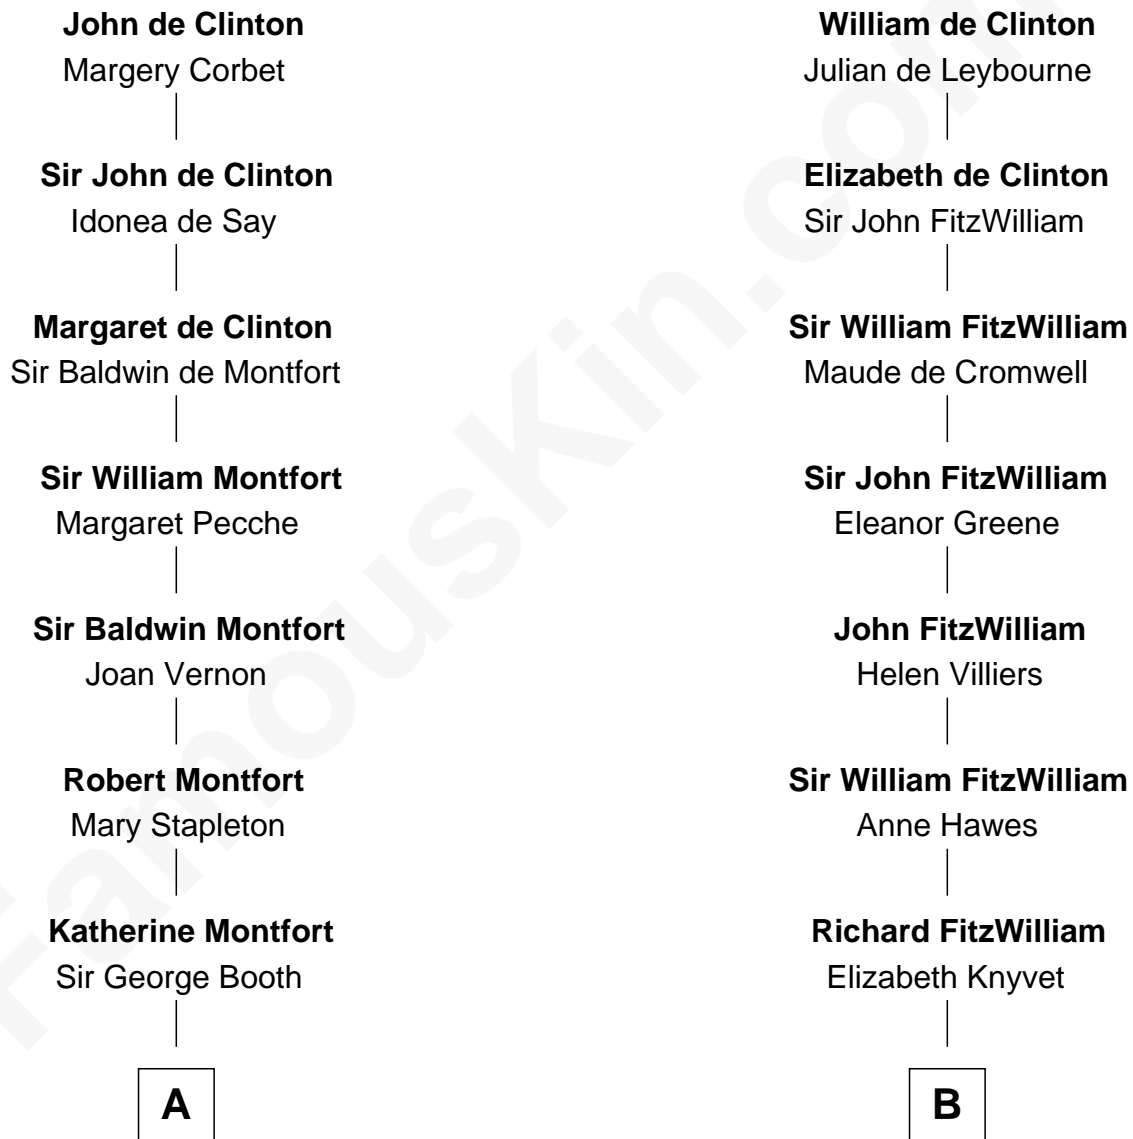 John de Clinton
Margery Corbet
Sir John de Clinton
Idonea de Say
Margaret de Clinton
Sir Baldwin de Montfort
Sir William Montfort
Margaret Pecche
Sir Baldwin Montfort
Joan Vernon
Robert Montfort
Mary Stapleton
Katherine Montfort
Sir George Booth
A
William de Clinton
Julian de Leybourne
Elizabeth de Clinton
Sir John FitzWilliam
Sir William FitzWilliam
Maude de Cromwell
Sir John FitzWilliam
Eleanor Greene
John FitzWilliam
Helen Villiers
Sir William FitzWilliam
Anne Hawes
Richard FitzWilliam
Elizabeth Knyvet
B
FamousKin.com